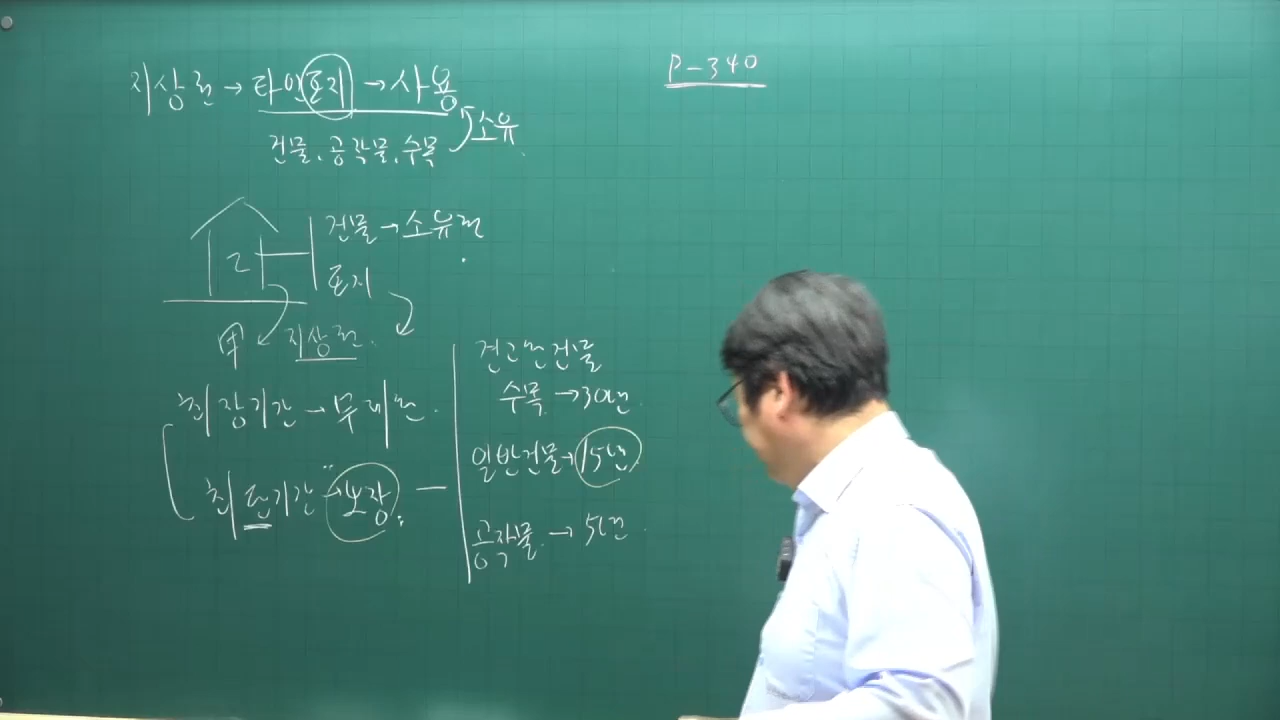 지상권→타인토지→사용
건물、공작물、수목 소유
乙
건물→소유권
토지
甲 지상권
최장기간→무제한
최단기간→보장
견고한건물
수목→30년
일반건물→15년
공작물→5년
P-340